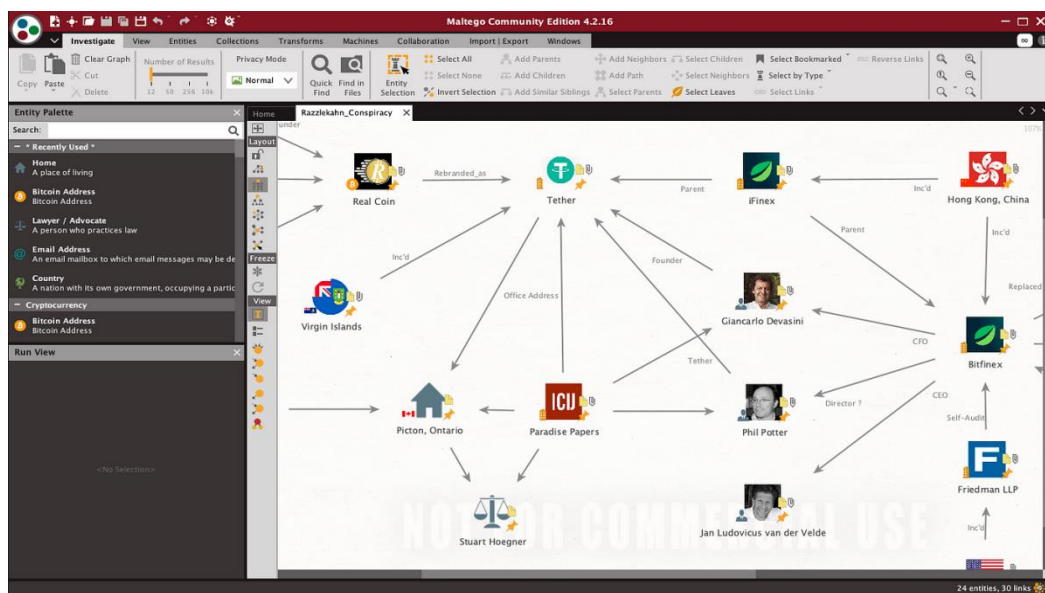 Maltego Community Edition 4.2.16
Investigate View Entities Collections Transforms Machines Collaboration Import | Export Windows
Copy Paste Clear Graph Cut Delete
Number of Results
12 50 256 10k
Privacy Mode
Normal
Quick Find
Find in Files
Entity Selection
Select All
Select None
Invert Selection
Add Parents
Add Children
Add Similar Siblings
Add Neighbors
Add Path
Select Parents
Select Children
Select Neighbors
Select Leaves
Select Bookmarked
Select by Type
Select Links
Reverse Links
Entity Palette
Search:
* Recently Used *
Home
A place of living
Bitcoin Address
Bitcoin Address
Lawyer / Advocate
A person who practices law
Email Address
An email mailbox to which email messages may be de
Country
A nation with its own government, occupying a partic
Cryptocurrency
Bitcoin Address
Bitcoin Address
Run View
<No Selection>
Home Razzlekahn_Conspiracy
Layout
Freeze
View
107%
under
Real Coin
Rebranded_as
Tether
Parent
iFinex
Inc'd
Hong Kong, China
Inc'd
Parent
Inc'd
Founder
Replaced
Virgin Islands
Office Address
Giancarlo Devasini
CFO
Bitfinex
Tether
CEO
Director ?
Self-Audit
Picton, Ontario
ICIJ
Paradise Papers
Phil Potter
F
Friedman LLP
Stuart Hoegner
Jan Ludovicus van der Velde
Inc'd
NOT FOR COMMERCIAL USE
24 entities, 30 links